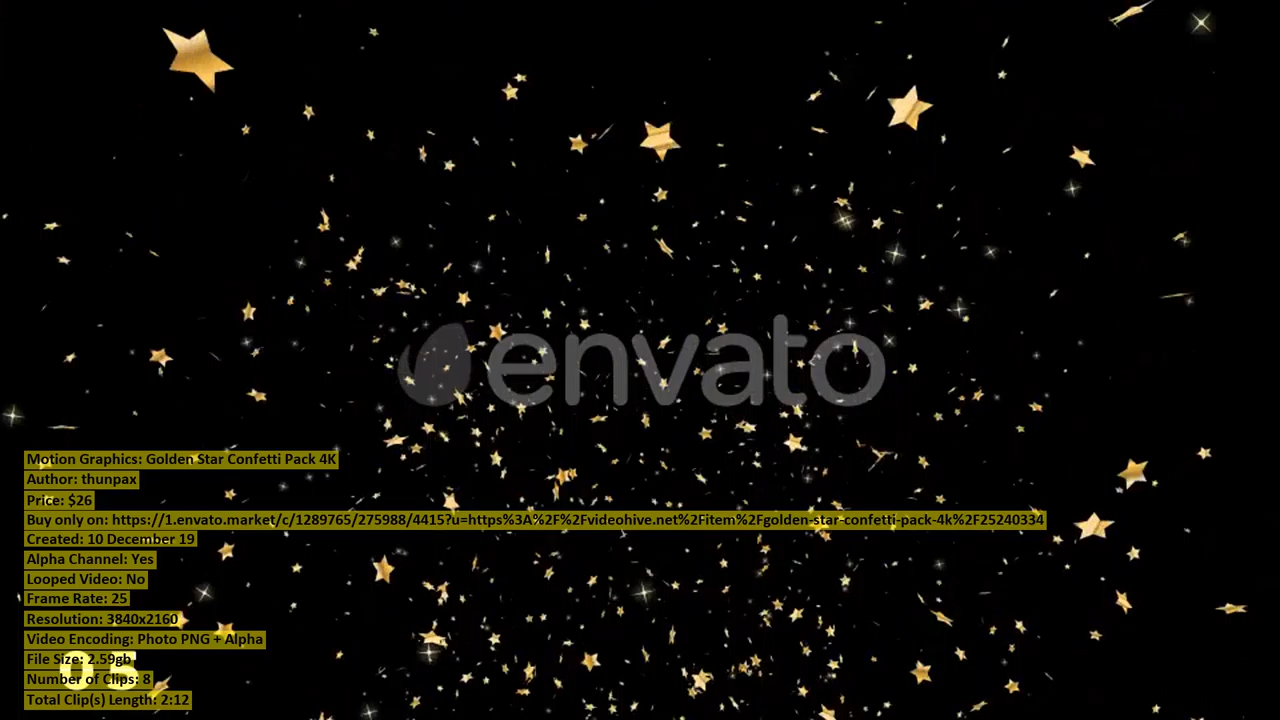 envato
Motion Graphics: Golden Star Confetti Pack 4K
Author: thunpax
Price: $26
Buy only on: https://1.envato.market/c/1289765/275988/4415?u=https%3A%2F%2Fvideohive.net%2Fitem%2Fgolden-star-confetti-pack-4k%2F25240334
Created: 10 December 19
Alpha Channel: Yes
Looped Video: No
Frame Rate: 25
Resolution: 3840x2160
Video Encoding: Photo PNG + Alpha
File Size: 2.59gb
05
Number of Clips: 8
Total Clip(s) Length: 2:12